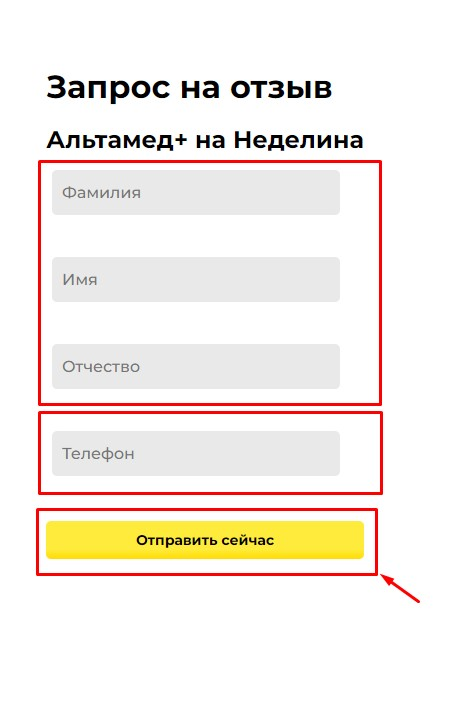 Запрос на отзыв
Альтамед+ на Неделина
Фамилия
Имя
Отчество
Телефон
Отправить сейчас